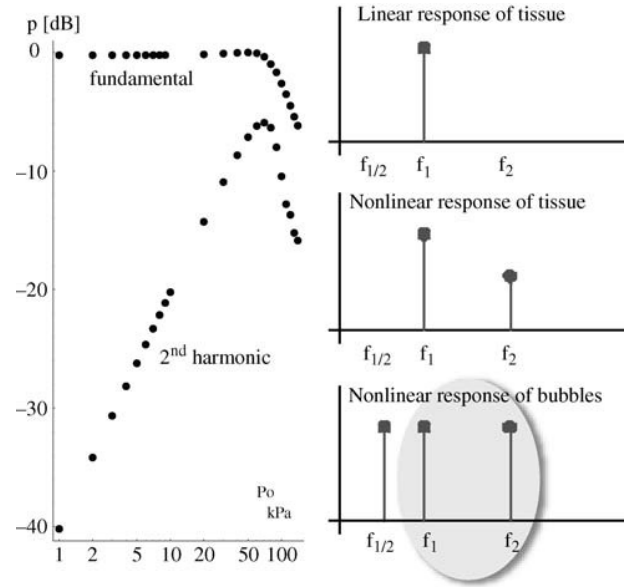 p [dB]
0
fundamental
−10
−20
2nd harmonic
−30
Po
kPa
−40
1 2 5 10 20 50 100
Linear response of tissue
f1/2 f1 f2
Nonlinear response of tissue
f1/2 f1 f2
Nonlinear response of bubbles
f1/2 f1 f2